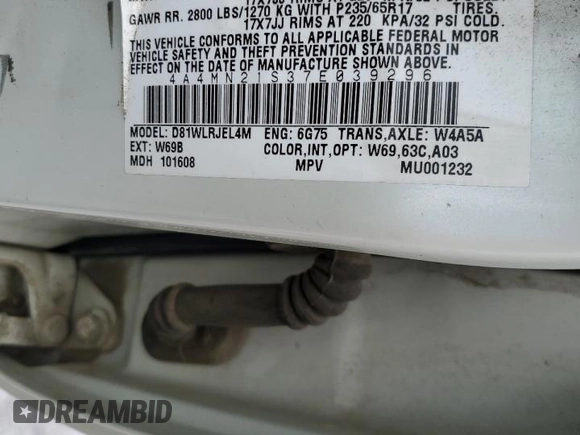 17X7JJ RIMS AT
GAWR RR. 2800 LBS/1270 KG WITH P235/65R17 TIRES
17X7JJ RIMS AT 220 KPA/32 PSI COLD.
THIS VEHICLE CONFORMS TO ALL APPLICABLE FEDERAL MOTOR
VEHICLE SAFETY AND THEFT PREVENTION STANDARDS IN
EFFECT ON THE DATE OF MANUFACTURE SHOWN ABOVE.
4A4MN21S37E039296
MODEL: D81WLRJEL4M ENG: 6G75 TRANS,AXLE: W4A5A
EXT: W69B COLOR,INT,OPT: W69,63C,A03
MDH 101608 MPV MU001232
DREAMBID